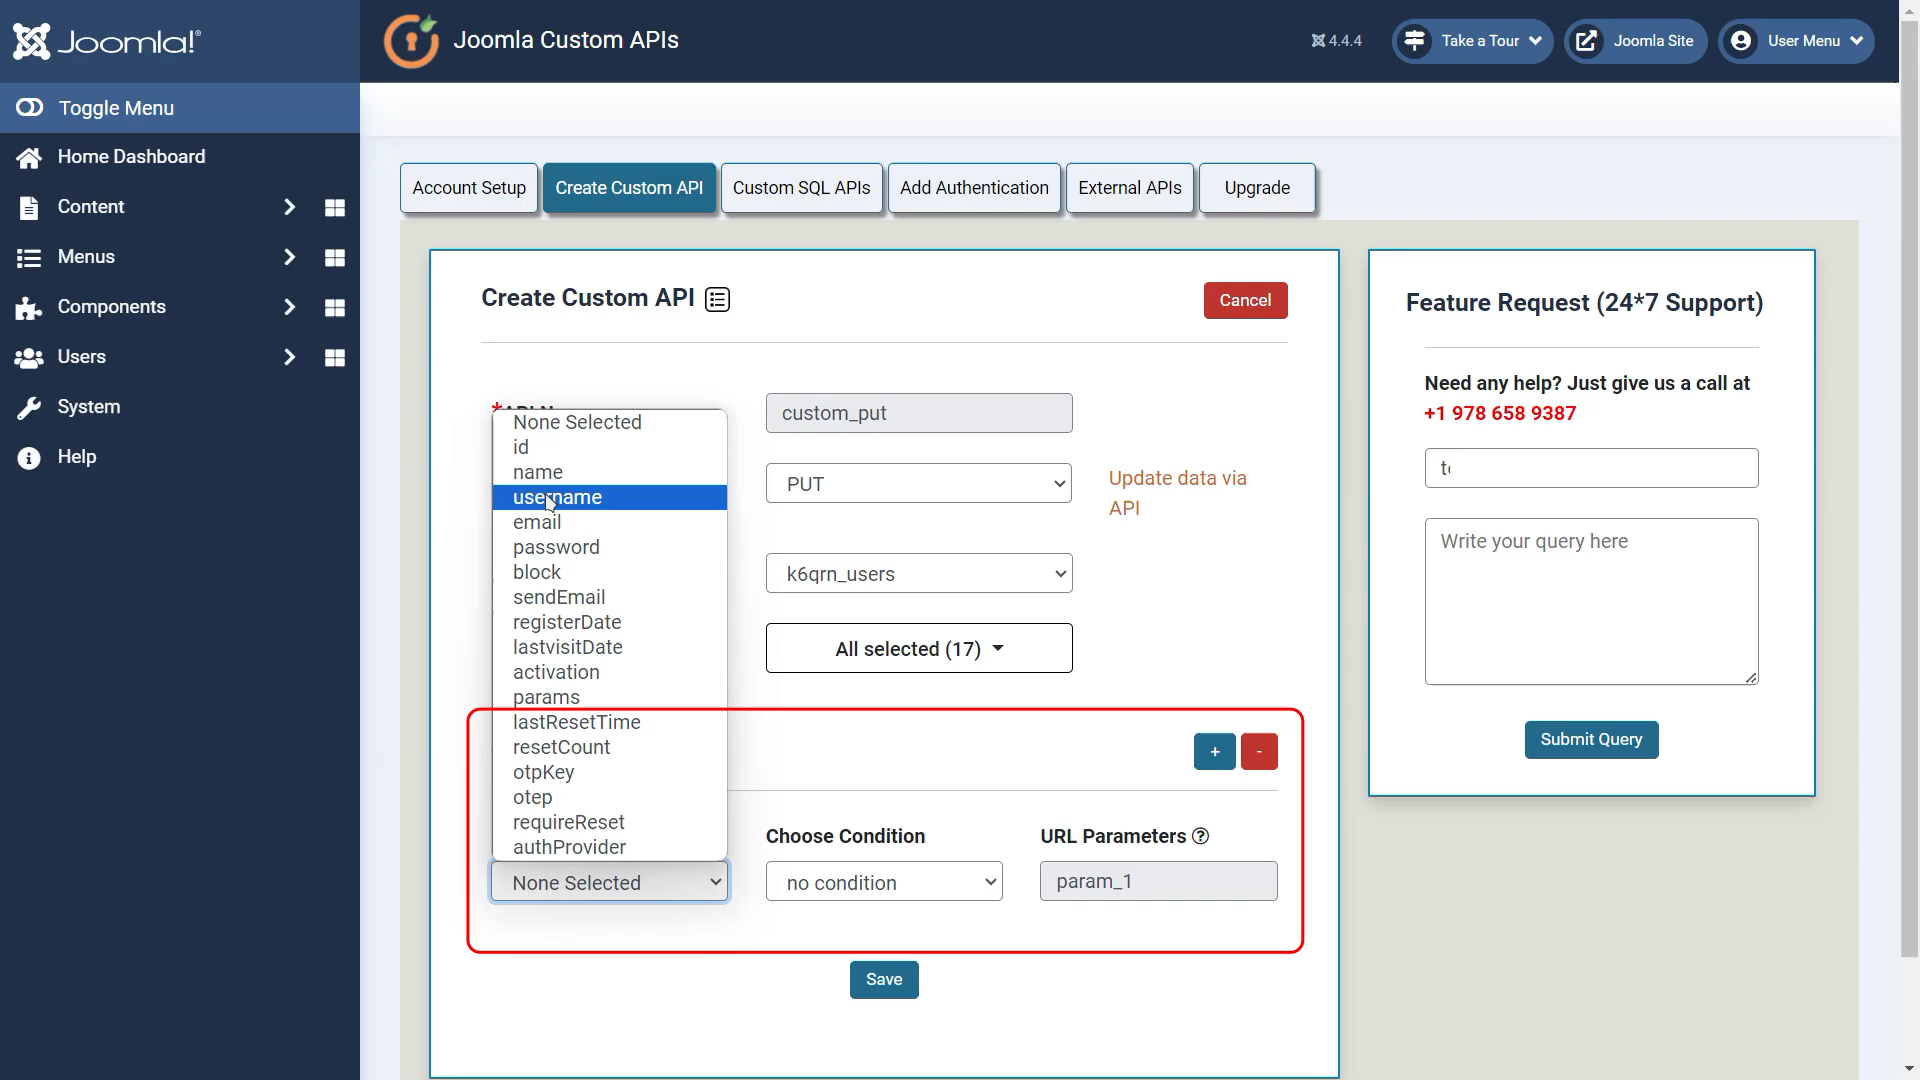 Joomla!
Joomla Custom APIs
4.4.4
Take a Tour
Joomla Site
User Menu
Toggle Menu
Home Dashboard
Content
Menus
Components
Users
System
Help
Account Setup
Create Custom API
Custom SQL APIs
Add Authentication
External APIs
Upgrade
Create Custom API
Cancel
custom_put
PUT
Update data via
API
k6qrn_users
All selected (17)
None Selected
id
name
username
email
password
block
sendEmail
registerDate
lastvisitDate
activation
params
lastResetTime
resetCount
otpKey
otep
requireReset
authProvider
+
-
Choose Condition
URL Parameters
None Selected
no condition
param_1
Save
Feature Request (24*7 Support)
Need any help? Just give us a call at
+1 978 658 9387
Write your query here
Submit Query